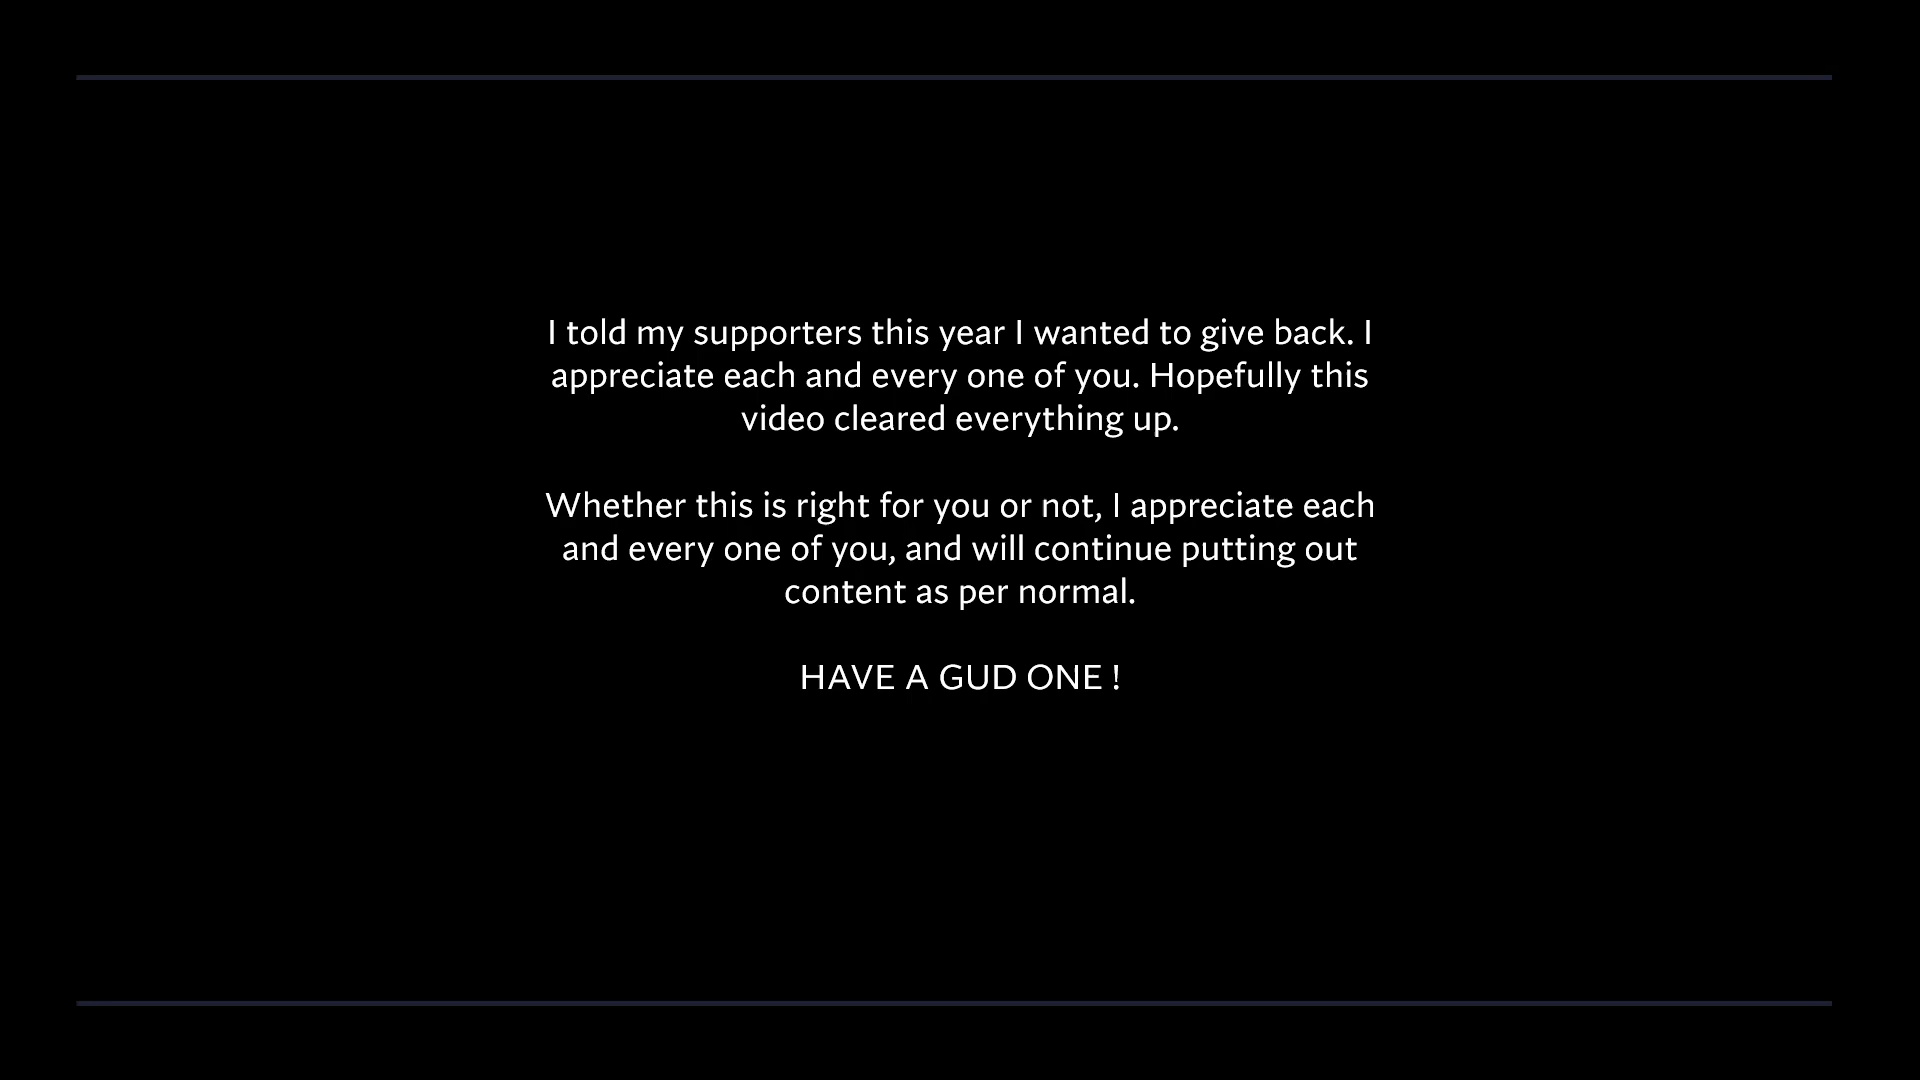 I told my supporters this year I wanted to give back. I
appreciate each and every one of you. Hopefully this
video cleared everything up.
Whether this is right for you or not, I appreciate each
and every one of you, and will continue putting out
content as per normal.
HAVE A GUD ONE !